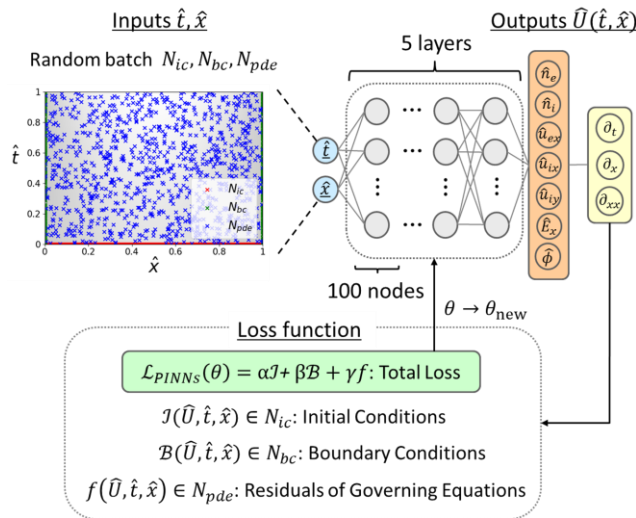 Inputs t̂, x̂
Outputs Û(t̂, x̂)
Random batch N_ic, N_bc, N_pde
5 layers
1
0.8
0.6
0.4
0.2
0
t̂
N_ic
N_bc
N_pde
0 0.2 0.4 0.6 0.8 1
x̂
t̂
x̂
n̂_e
n̂_i
û_ex
û_ix
û_iy
Ê_x
ϕ̂
∂_t
∂_x
∂_xx
100 nodes
θ → θ_new
Loss function
ℒ_PINNs(θ) = αℐ + βℬ + γf: Total Loss
ℐ(Û, t̂, x̂) ∈ N_ic: Initial Conditions
ℬ(Û, t̂, x̂) ∈ N_bc: Boundary Conditions
f(Û, t̂, x̂) ∈ N_pde: Residuals of Governing Equations